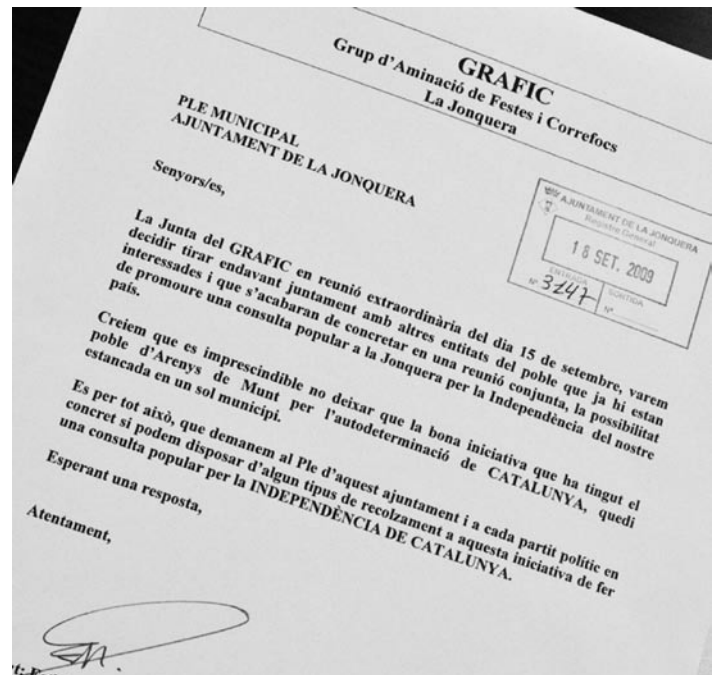 GRAFIC
Grup d'Aminació de Festes i Correfocs
La Jonquera
PLE MUNICIPAL
AJUNTAMENT DE LA JONQUERA
Senyors/es,
AJUNTAMENT DE LA JONQUERA
Registre General
18 SET. 2009
ENTRADA
SORTIDA
Nº 3247
Nº
La Junta del GRAFIC en reunió extraordinària del dia 15 de setembre, varem
decidir tirar endavant juntament amb altres entitats del poble que ja hi estan
interessades i que s'acabaran de concretar en una reunió conjunta, la possibilitat
de promoure una consulta popular a la Jonquera per la Independència del nostre
país.
Creiem que es imprescindible no deixar que la bona iniciativa que ha tingut el
poble d'Arenys de Munt per l'autodeterminació de CATALUNYA, quedi
estancada en un sol municipi.
Es per tot això, que demanem al Ple d'aquest ajuntament i a cada partit polític en
concret si podem disposar d'algun tipus de recolzament a aquesta iniciativa de fer
una consulta popular per la INDEPENDÈNCIA DE CATALUNYA.
Esperant una resposta,
Atentament,